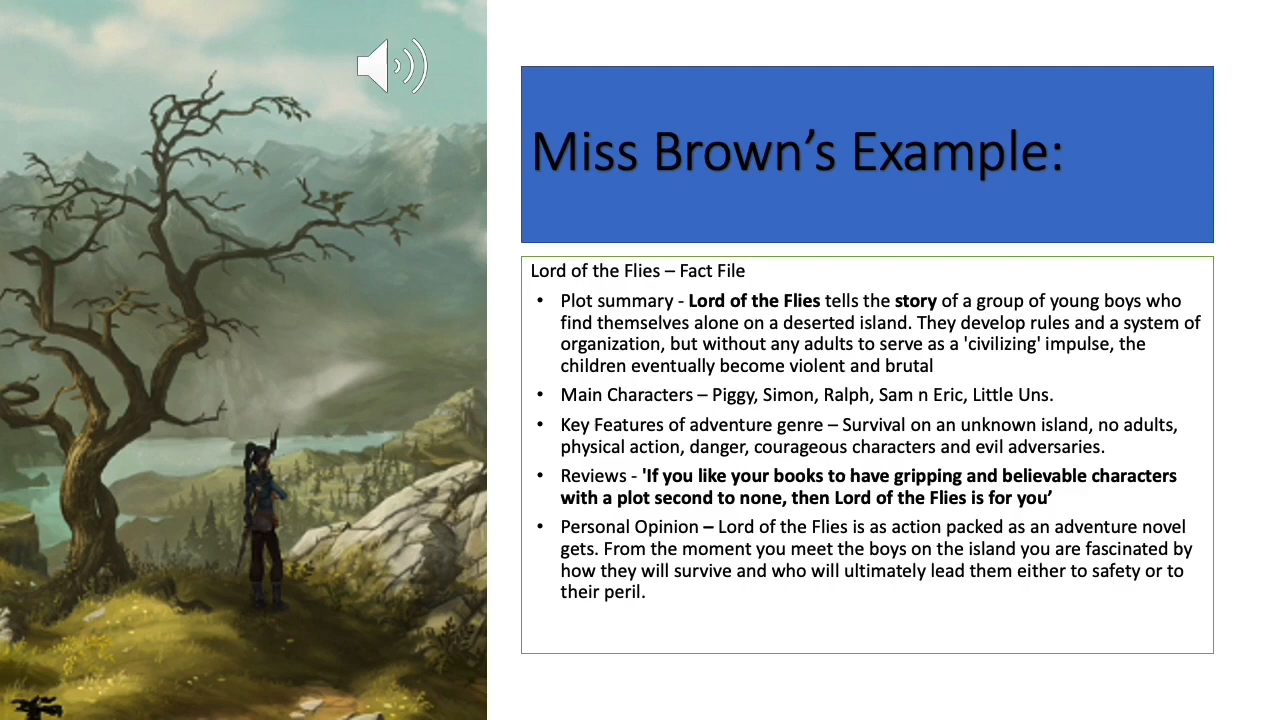 Miss Brown’s Example:
Lord of the Flies – Fact File
• Plot summary - Lord of the Flies tells the story of a group of young boys who
find themselves alone on a deserted island. They develop rules and a system of
organization, but without any adults to serve as a 'civilizing' impulse, the
children eventually become violent and brutal
• Main Characters – Piggy, Simon, Ralph, Sam n Eric, Little Uns.
• Key Features of adventure genre – Survival on an unknown island, no adults,
physical action, danger, courageous characters and evil adversaries.
• Reviews - 'If you like your books to have gripping and believable characters
with a plot second to none, then Lord of the Flies is for you’
• Personal Opinion – Lord of the Flies is as action packed as an adventure novel
gets. From the moment you meet the boys on the island you are fascinated by
how they will survive and who will ultimately lead them either to safety or to
their peril.